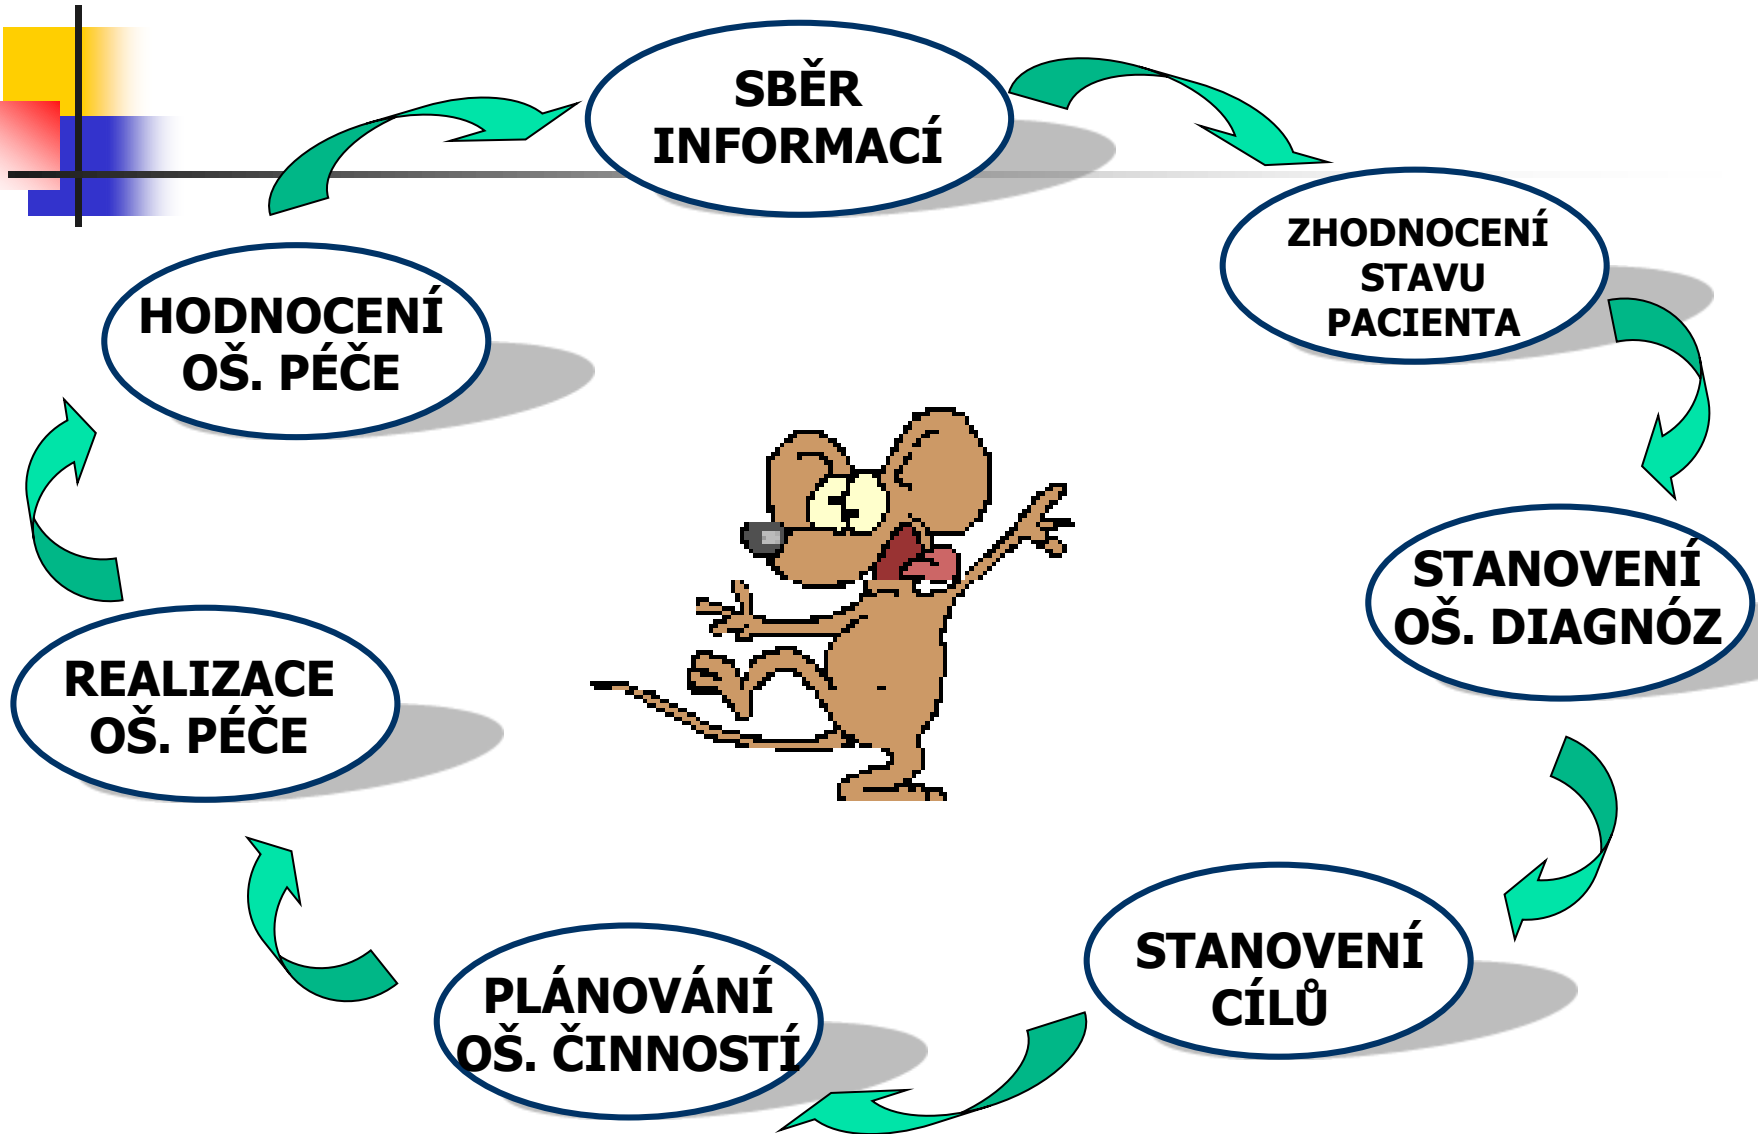 SBĚR
INFORMACÍ
ZHODNOCENÍ
STAVU
PACIENTA
STANOVENÍ
OŠ. DIAGNÓZ
STANOVENÍ
CÍLŮ
PLÁNOVÁNÍ
OŠ. ČINNOSTÍ
REALIZACE
OŠ. PÉČE
HODNOCENÍ
OŠ. PÉČE